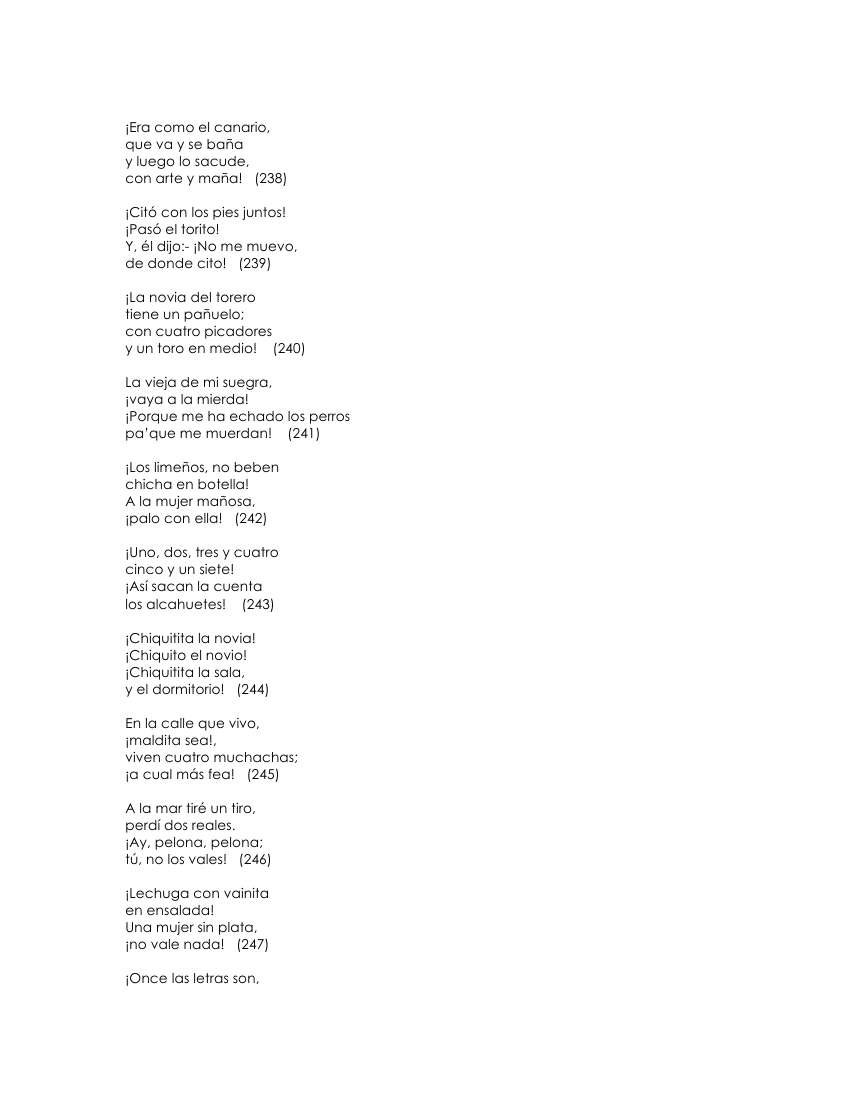 ¡Era como el canario,
que va y se baña
y luego lo sacude,
con arte y maña!   (238)

¡Citó con los pies juntos!
¡Pasó el torito!
Y, él dijo:- ¡No me muevo,
de donde cito!   (239)

¡La novia del torero
tiene un pañuelo;
con cuatro picadores
y un toro en medio!    (240)

La vieja de mi suegra,
¡vaya a la mierda!
¡Porque me ha echado los perros
pa’que me muerdan!    (241)

¡Los limeños, no beben
chicha en botella!
A la mujer mañosa,
¡palo con ella!   (242)

¡Uno, dos, tres y cuatro
cinco y un siete!
¡Así sacan la cuenta
los alcahuetes!    (243)

¡Chiquitita la novia!
¡Chiquito el novio!
¡Chiquitita la sala,
y el dormitorio!   (244)

En la calle que vivo,
¡maldita sea!,
viven cuatro muchachas;
¡a cual más fea!   (245)

A la mar tiré un tiro,
perdí dos reales.
¡Ay, pelona, pelona;
tú, no los vales!   (246)

¡Lechuga con vainita
en ensalada!
Una mujer sin plata,
¡no vale nada!   (247)

¡Once las letras son,